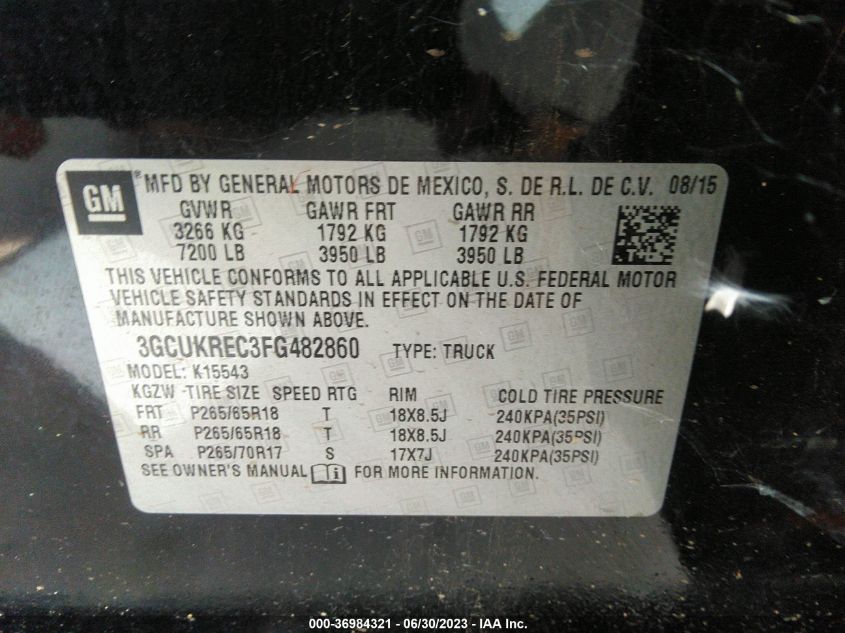 GM ® MFD BY GENERAL MOTORS DE MEXICO, S. DE R.L. DE C.V. 08/15
GVWR GAWR FRT GAWR RR
3266 KG 1792 KG 1792 KG
7200 LB 3950 LB 3950 LB
THIS VEHICLE CONFORMS TO ALL APPLICABLE U.S. FEDERAL MOTOR
VEHICLE SAFETY STANDARDS IN EFFECT ON THE DATE OF
MANUFACTURE SHOWN ABOVE.
3GCUKREC3FG482860 TYPE: TRUCK
MODEL: K15543
KGZW -TIRE SIZE SPEED RTG RIM COLD TIRE PRESSURE
FRT P265/65R18 T 18X8.5J 240KPA(35PSI)
RR P265/65R18 T 18X8.5J 240KPA(35PSI)
SPA P265/70R17 S 17X7J 240KPA(35PSI)
SEE OWNER'S MANUAL i FOR MORE INFORMATION.
000-36984321 - 06/30/2023 - IAA Inc.